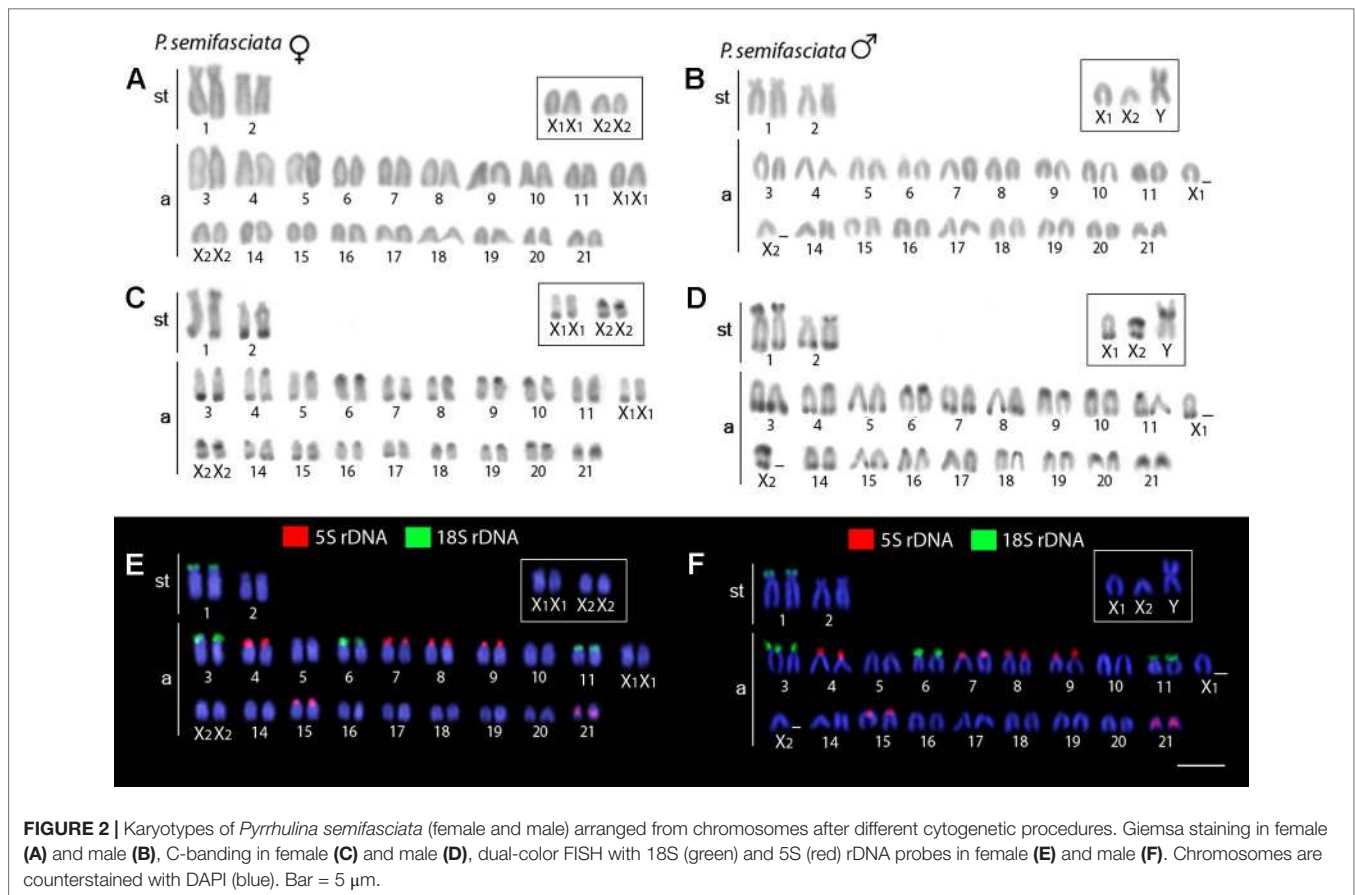 P. semifasciata ♀
A
st
1 2
X1X1 X2X2
a
3 4 5 6 7 8 9 10 11 X1X1
X2X2 14 15 16 17 18 19 20 21
P. semifasciata ♂
B
st
1 2
X1 X2 Y
a
3 4 5 6 7 8 9 10 11 X1
X2 14 15 16 17 18 19 20 21
C
st
1 2
X1X1 X2X2
a
3 4 5 6 7 8 9 10 11 X1X1
X2X2 14 15 16 17 18 19 20 21
D
st
1 2
X1 X2 Y
a
3 4 5 6 7 8 9 10 11 X1
X2 14 15 16 17 18 19 20 21
5S rDNA 18S rDNA
E
st
1 2
X1X1 X2X2
a
3 4 5 6 7 8 9 10 11 X1X1
X2X2 14 15 16 17 18 19 20 21
5S rDNA 18S rDNA
F
st
1 2
X1 X2 Y
a
3 4 5 6 7 8 9 10 11 X1
X2 14 15 16 17 18 19 20 21
FIGURE 2 | Karyotypes of Pyrrhulina semifasciata (female and male) arranged from chromosomes after different cytogenetic procedures. Giemsa staining in female
(A) and male (B), C-banding in female (C) and male (D), dual-color FISH with 18S (green) and 5S (red) rDNA probes in female (E) and male (F). Chromosomes are
counterstained with DAPI (blue). Bar = 5 μm.